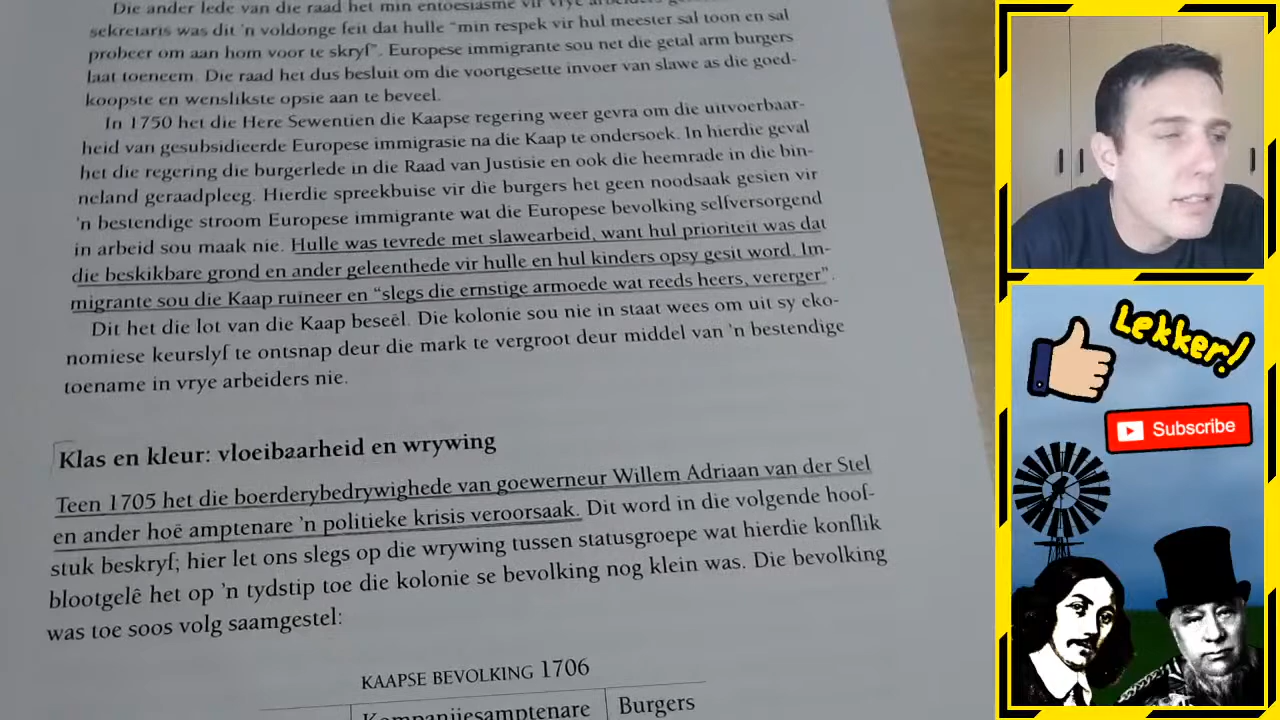 Die ander lede van die raad het min entoesiasme vir vrye
sekretaris was dit 'n voldonge feit dat hulle “min respek vir hul meester sal toon en sal
probeer om aan hom voor te skryf”. Europese immigrante sou net die getal arm burgers
laat toeneem. Die raad het dus besluit om die voortgesette invoer van slawe as die goed-
koopste en wenslikste opsie aan te beveel.
In 1750 het die Here Sewentien die Kaapse regering weer gevra om die uitvoerbaar-
heid van gesubsidieerde Europese immigrasie na die Kaap te ondersoek. In hierdie geval
het die regering die burgerlede in die Raad van Justisie en ook die heemrade in die bin-
neland geraadpleeg. Hierdie spreekbuise vir die burgers het geen noodsaak gesien vir
'n bestendige stroom Europese immigrante wat die Europese bevolking selfversorgend
in arbeid sou maak nie. Hulle was tevrede met slawearbeid, want hul prioriteit was dat
die beskikbare grond en ander geleenthede vir hulle en hul kinders opsy gesit word. Im-
migrante sou die Kaap ruïneer en “slegs die ernstige armoede wat reeds heers, vererger”.
Dit het die lot van die Kaap beseël. Die kolonie sou nie in staat wees om uit sy eko-
nomiese keurslyf te ontsnap deur die mark te vergroot deur middel van 'n bestendige
toename in vrye arbeiders nie.
Klas en kleur: vloeibaarheid en wrywing
Teen 1705 het die boerderybedrywighede van goewerneur Willem Adriaan van der Stel
en ander hoë amptenare 'n politieke krisis veroorsaak. Dit word in die volgende hoof-
stuk beskryf; hier let ons slegs op die wrywing tussen statusgroepe wat hierdie konflik
blootgelê het op 'n tydstip toe die kolonie se bevolking nog klein was. Die bevolking
was toe soos volg saamgestel:
KAAPSE BEVOLKING 1706
Kompanjiesamptenare Burgers
Lekker!
Subscribe